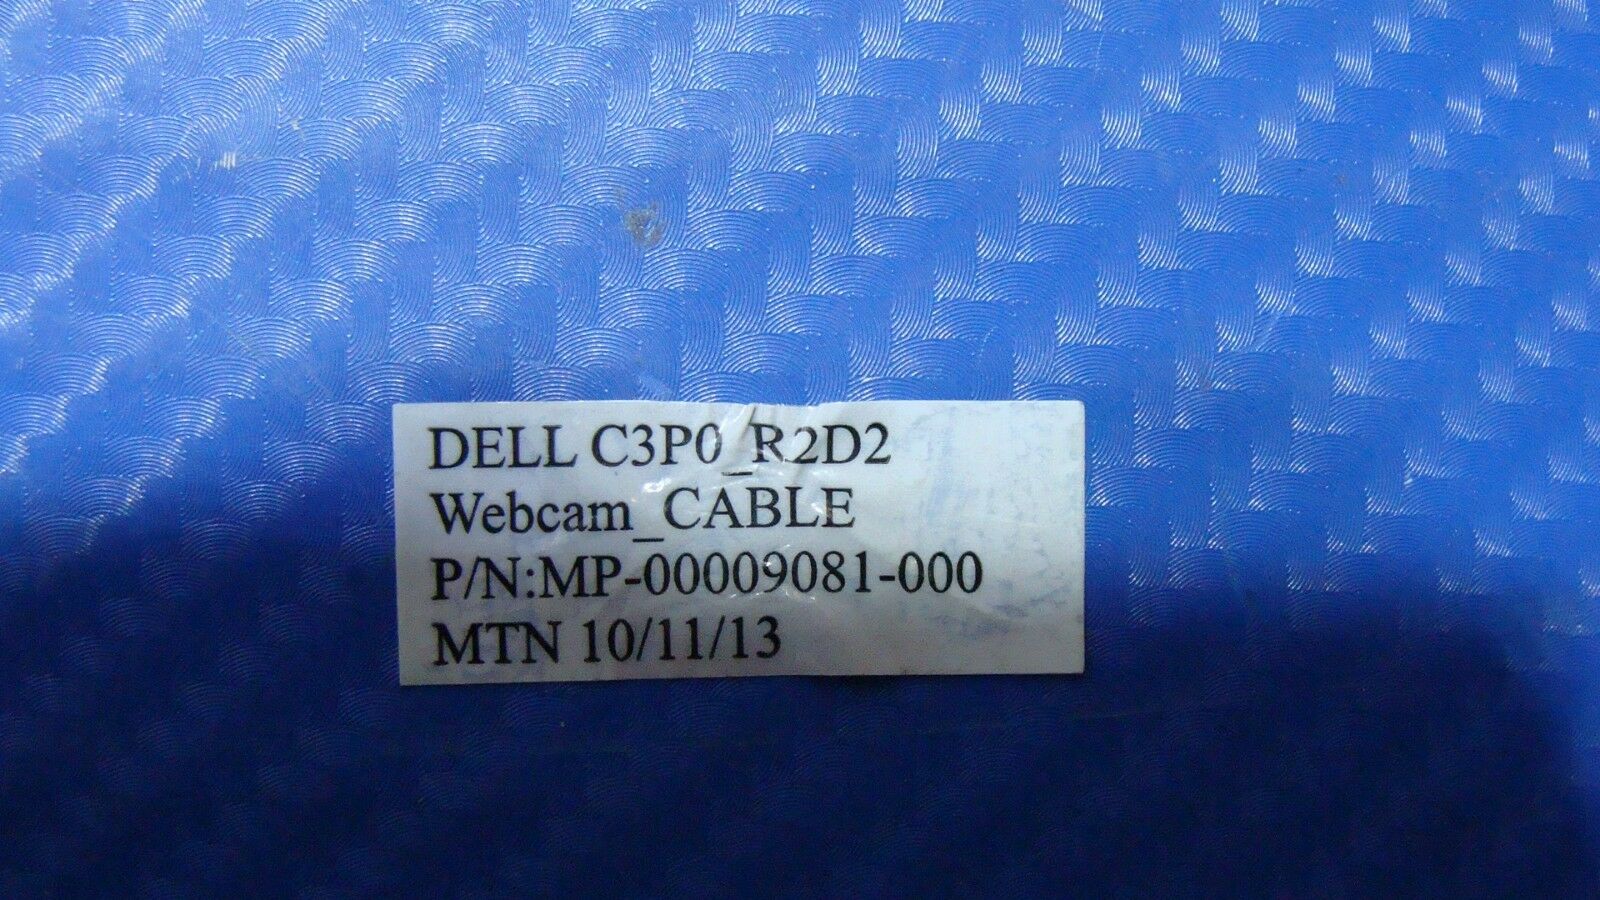 DELL C3P0_R2D2
Webcam_CABLE
P/N:MP-00009081-000
MTN 10/11/13